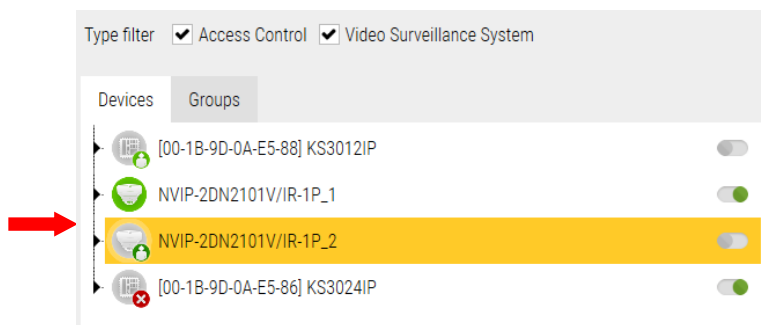 Type filter Access Control Video Surveillance System
Devices Groups
[00-1B-9D-0A-E5-88] KS3012IP
NVIP-2DN2101V/IR-1P_1
NVIP-2DN2101V/IR-1P_2
[00-1B-9D-0A-E5-86] KS3024IP